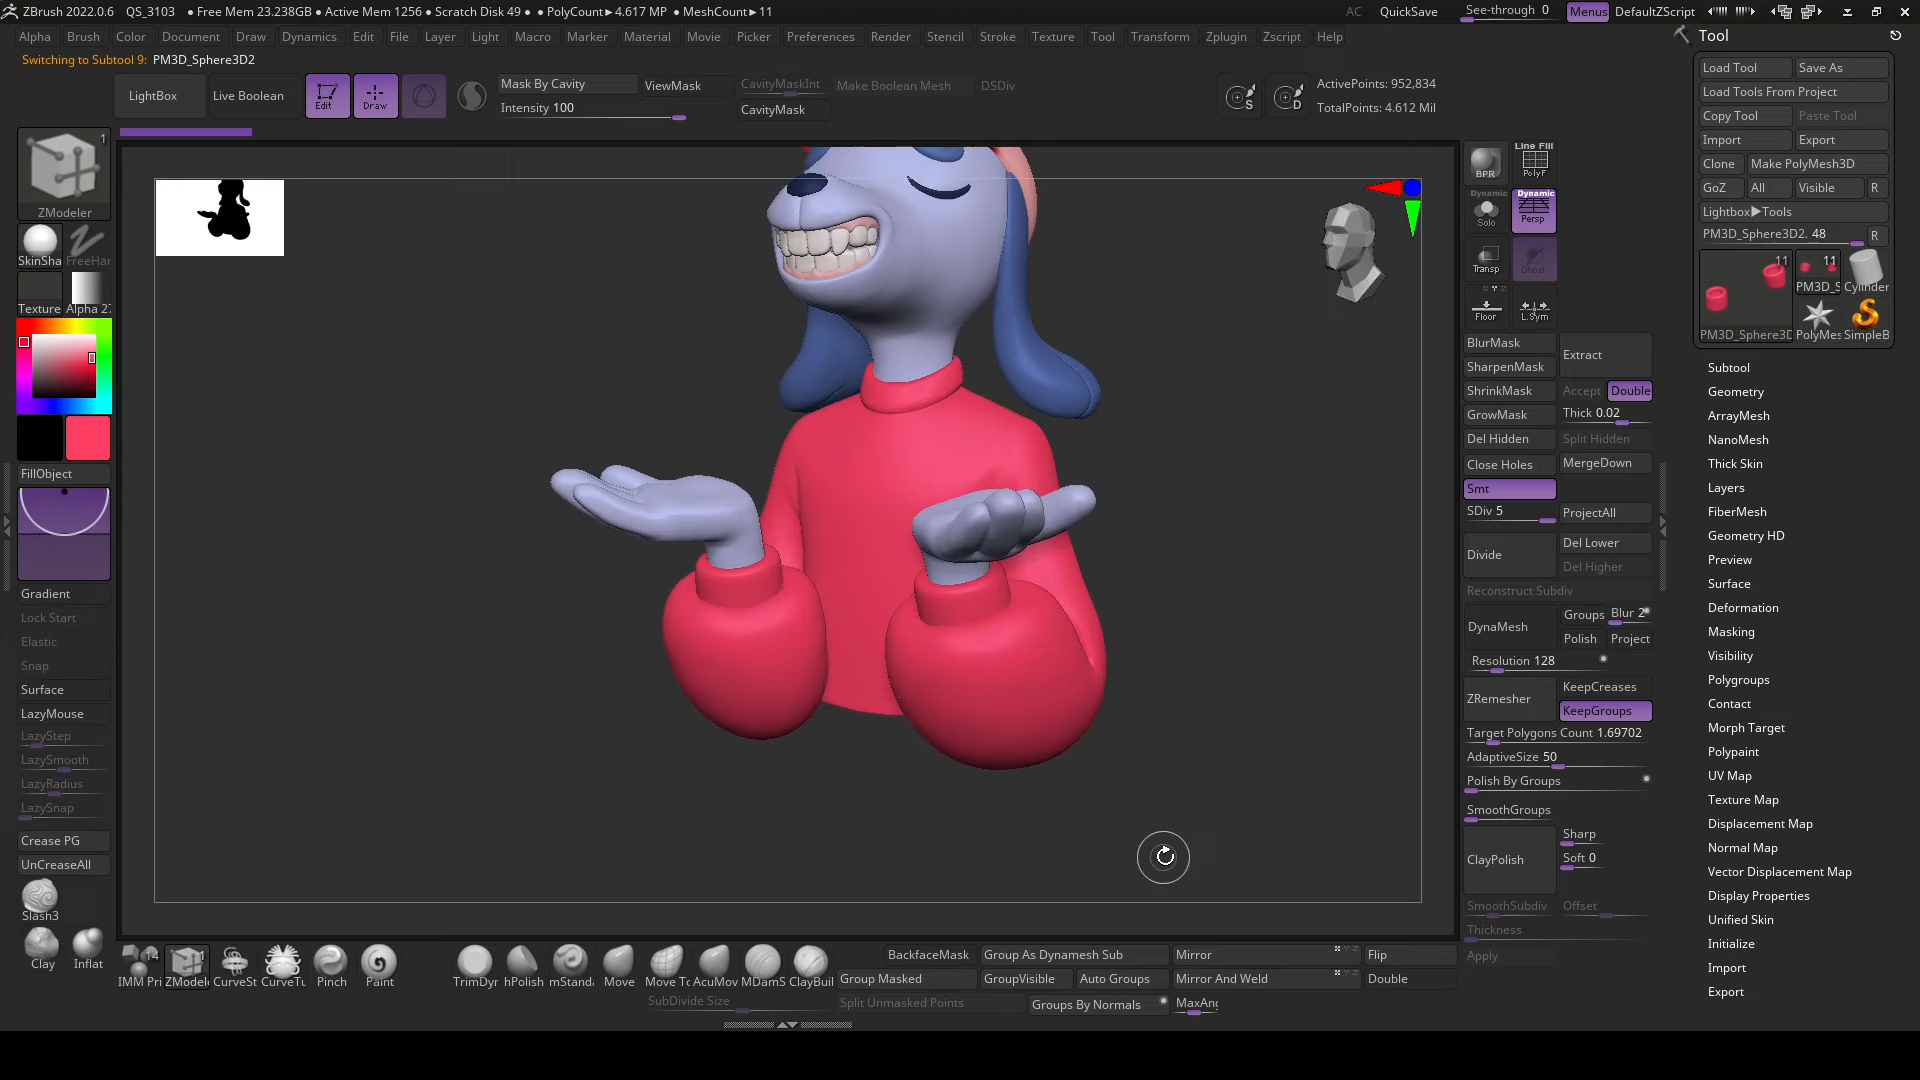 ZBrush 2022.0.6 QS_3103 ● Free Mem 23.238GB ● Active Mem 1256 ● Scratch Disk 49 ● ● PolyCount►4.617 MP ● MeshCount►11 AC QuickSave See-through 0 Menus DefaultZScript
Alpha Brush Color Document Draw Dynamics Edit File Layer Light Macro Marker Material Movie Picker Preferences Render Stencil Stroke Texture Tool Transform Zplugin Zscript Help
Switching to Subtool 9: PM3D_Sphere3D2
LightBox
Live Boolean
Edit
Draw
Mask By Cavity
Intensity 100
ViewMask
CavityMaskInt
CavityMask
Make Boolean Mesh
DSDiv
S
D
ActivePoints: 952,834
TotalPoints: 4.612 Mil
1
ZModeler
SkinSha
FreeHan
Texture
Alpha 27
FillObject
Gradient
Lock Start
Elastic
Snap
Surface
LazyMouse
LazyStep
LazySmooth
LazyRadius
LazySnap
Crease PG
UnCreaseAll
Slash3
Clay
Inflat
14
IMM Pri
1
ZModele
CurveSt
CurveTu
Pinch
Paint
TrimDyr
hPolish
mStand
Move
Move Tc
AcuMov
MDamS
ClayBuil
SubDivide Size
BackfaceMask
Group As Dynamesh Sub
Mirror
Flip
Group Masked
GroupVisible
Auto Groups
Mirror And Weld
Double
Split Unmasked Points
Groups By Normals
MaxAng
BPR
Line Fill
PolyF
Dynamic
Solo
Dynamic
Persp
Transp
Ghost
Floor
L.Sym
BlurMask
Extract
SharpenMask
ShrinkMask
Accept
Double
GrowMask
Thick 0.02
Del Hidden
Split Hidden
Close Holes
MergeDown
Smt
SDiv 5
ProjectAll
Divide
Del Lower
Del Higher
Reconstruct Subdiv
DynaMesh
Groups
Blur 2
Polish
Project
Resolution 128
ZRemesher
KeepCreases
KeepGroups
Target Polygons Count 1.69702
AdaptiveSize 50
Polish By Groups
SmoothGroups
ClayPolish
Sharp
Soft 0
SmoothSubdiv
Offset
Thickness
Apply
Tool
Load Tool
Save As
Load Tools From Project
Copy Tool
Paste Tool
Import
Export
Clone
Make PolyMesh3D
GoZ
All
Visible
R
Lightbox►Tools
PM3D_Sphere3D2. 48
R
11
11
PM3D_S
Cylinder
PM3D_Sphere3D
PolyMes
SimpleB
Subtool
Geometry
ArrayMesh
NanoMesh
Thick Skin
Layers
FiberMesh
Geometry HD
Preview
Surface
Deformation
Masking
Visibility
Polygroups
Contact
Morph Target
Polypaint
UV Map
Texture Map
Displacement Map
Normal Map
Vector Displacement Map
Display Properties
Unified Skin
Initialize
Import
Export